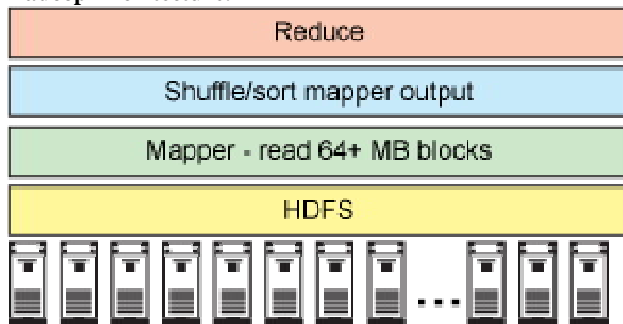 Reduce
Shuffle/sort mapper output
Mapper - read 64+ MB blocks
HDFS
...